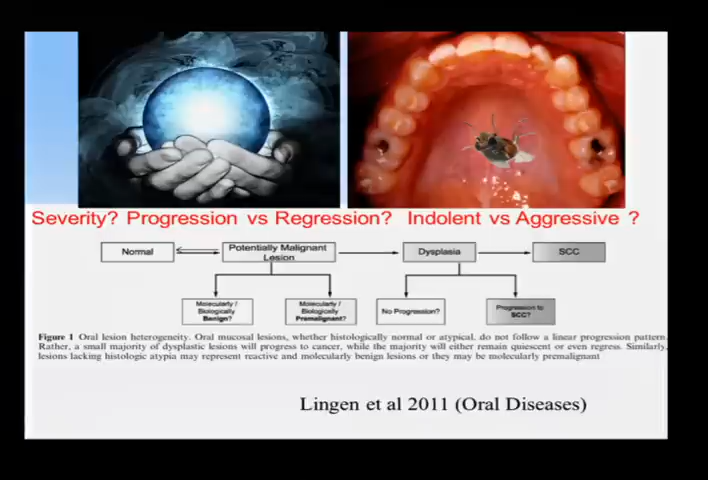 Severity? Progression vs Regression? Indolent vs Aggressive ?
Normal
Potentially Malignant
Lesion
Dysplasia
SCC
Molecularly /
Biologically
Benign?
Molecularly /
Biologically
Premalignant?
No Progression?
Progression to
SCC?
Figure 1 Oral lesion heterogeneity. Oral mucosal lesions, whether histologically normal or atypical, do not follow a linear progression pattern.
Rather, a small majority of dysplastic lesions will progress to cancer, while the majority will either remain quiescent or even regress. Similarly,
lesions lacking histologic atypia may represent reactive and molecularly benign lesions or they may be molecularly premalignant
Lingen et al 2011 (Oral Diseases)